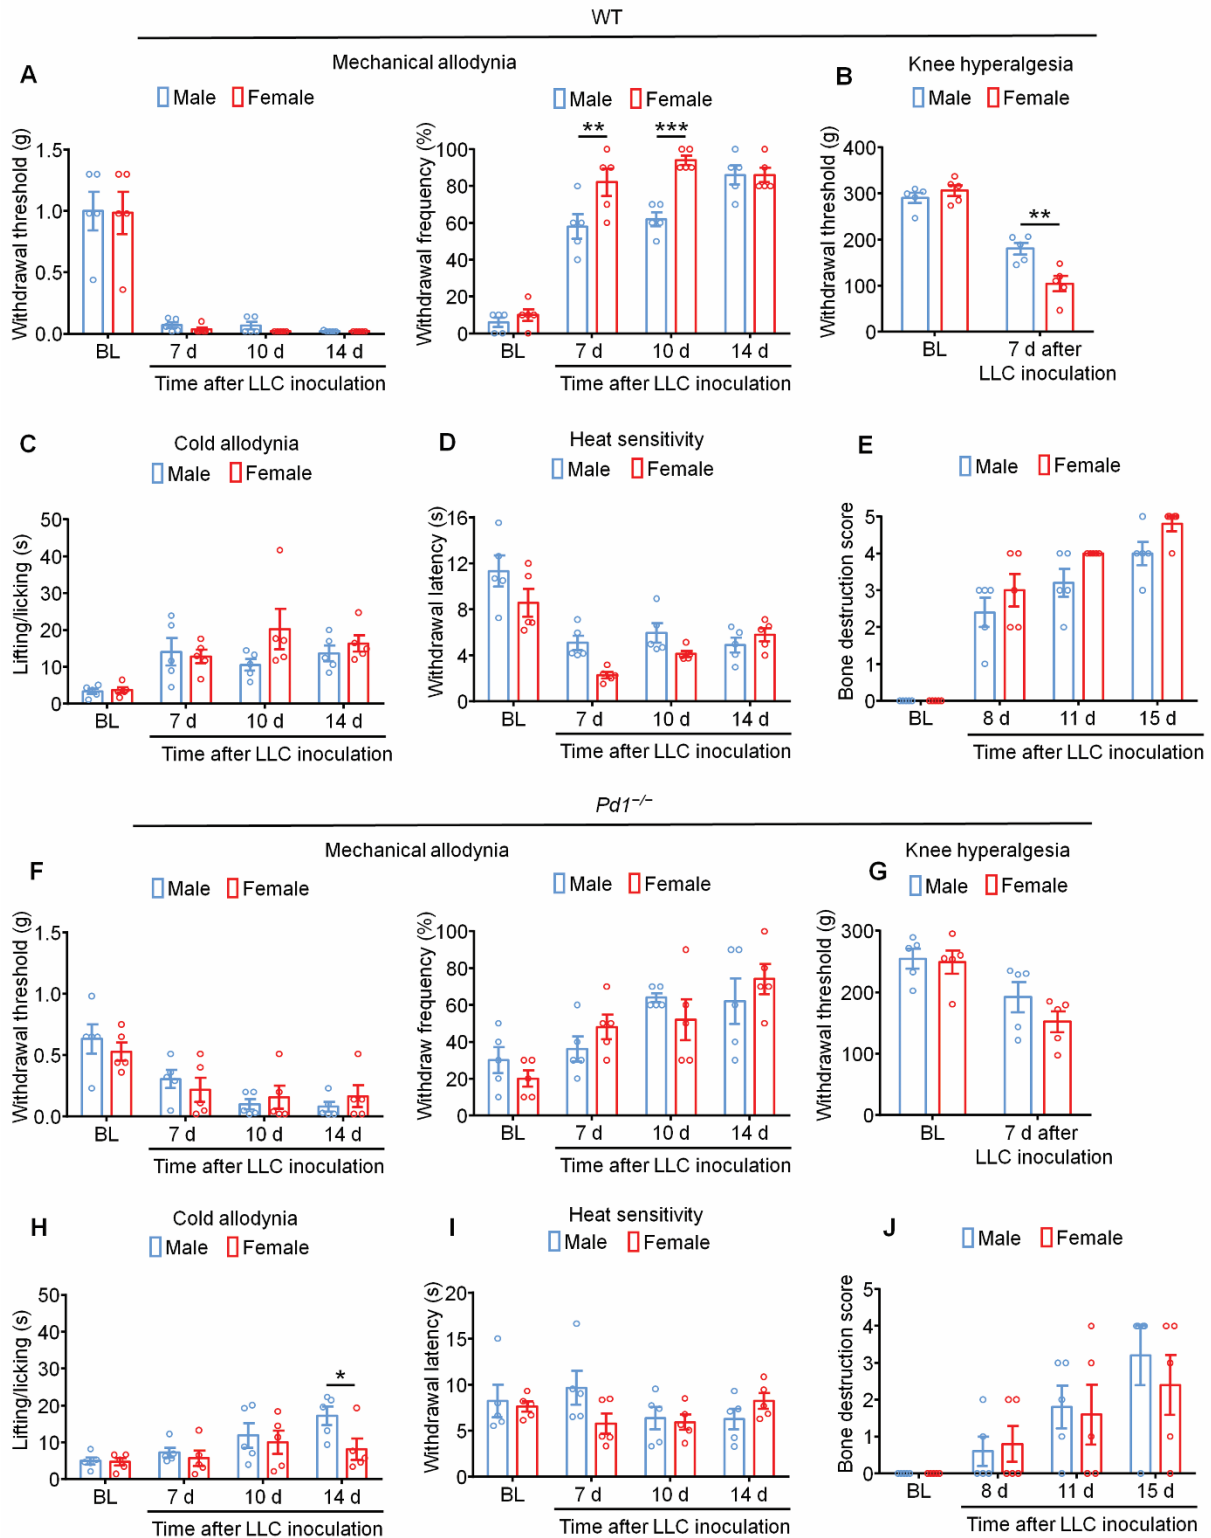 WT
A
Mechanical allodynia
Male Female
Withdrawal threshold (g)
1.5
1.0
0.5
0.0
BL 7 d 10 d 14 d
Time after LLC inoculation
Male Female
Withdrawal frequency (%)
100
80
60
40
20
0
** ***
BL 7 d 10 d 14 d
Time after LLC inoculation
B
Knee hyperalgesia
Male Female
Withdrawal threshold (g)
400
300
200
100
0
**
BL 7 d after
LLC inoculation
C
Cold allodynia
Male Female
Lifting/licking (s)
50
40
30
20
10
0
BL 7 d 10 d 14 d
Time after LLC inoculation
D
Heat sensitivity
Male Female
Withdrawal latency (s)
16
12
8
4
0
BL 7 d 10 d 14 d
Time after LLC inoculation
E
Male Female
Bone destruction score
5
4
3
2
1
0
BL 8 d 11 d 15 d
Time after LLC inoculation
Pd1−/−
F
Mechanical allodynia
Male Female
Withdrawal threshold (g)
1.5
1.0
0.5
0.0
BL 7 d 10 d 14 d
Time after LLC inoculation
Male Female
Withdraw frequency (%)
100
80
60
40
20
0
BL 7 d 10 d 14 d
Time after LLC inoculation
G
Knee hyperalgesia
Male Female
Withdrawal threshold (g)
300
200
100
0
BL 7 d after
LLC inoculation
H
Cold allodynia
Male Female
Lifting/licking (s)
50
40
30
20
10
0
*
BL 7 d 10 d 14 d
Time after LLC inoculation
I
Heat sensitivity
Male Female
Withdrawal latency (s)
20
15
10
5
0
BL 7 d 10 d 14 d
Time after LLC inoculation
J
Male Female
Bone destruction score
5
4
3
2
1
0
BL 8 d 11 d 15 d
Time after LLC inoculation